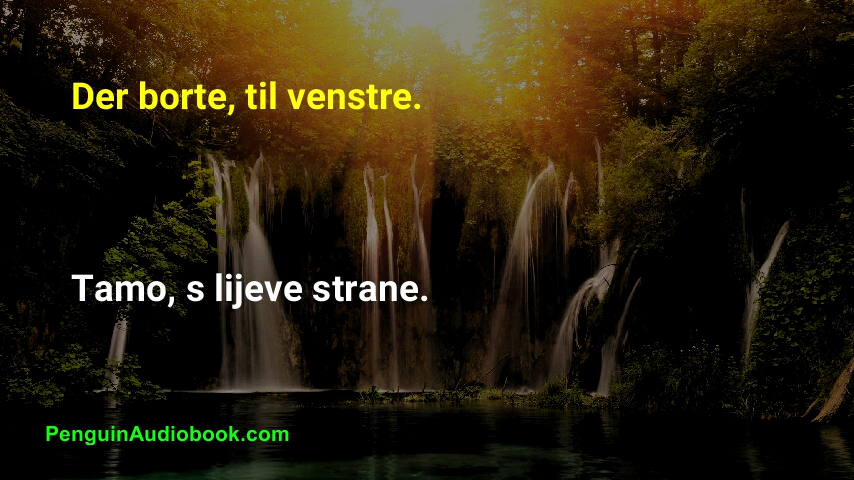 Der borte, til venstre.
Tamo, s lijeve strane.
PenguinAudiobook.com